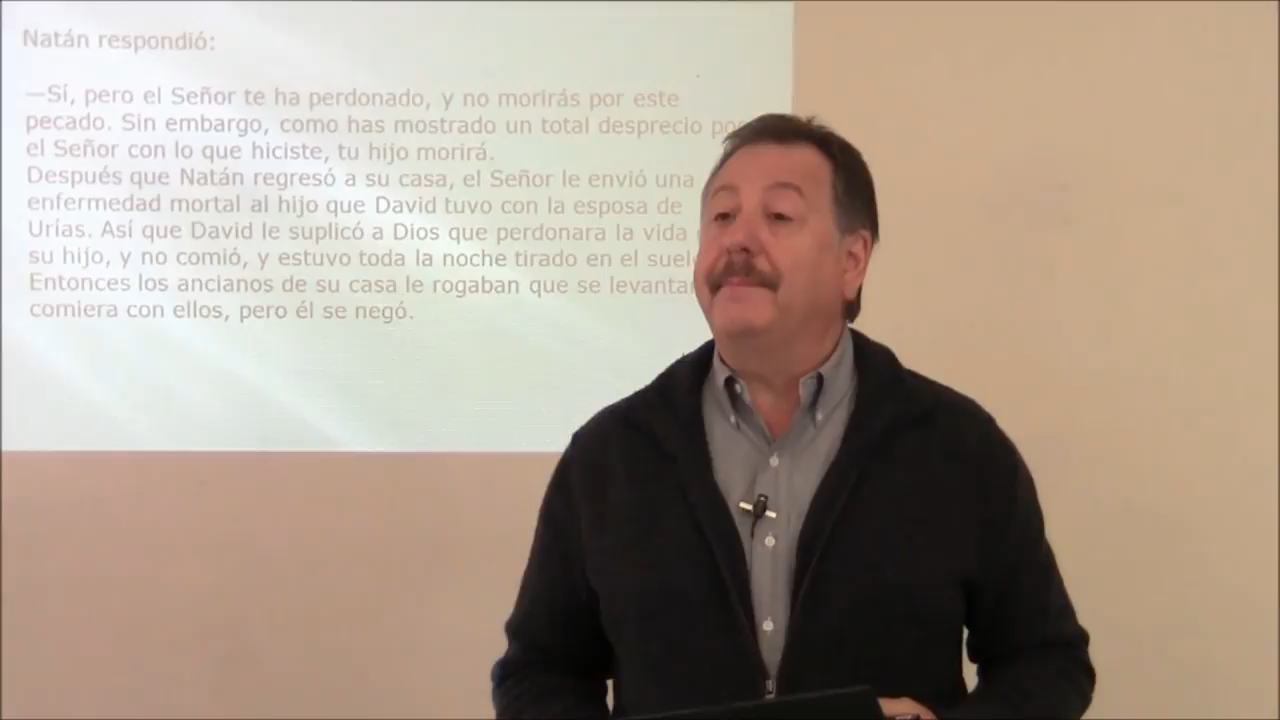 Natán respondió:
—Sí, pero el Señor te ha perdonado, y no morirás por este
pecado. Sin embargo, como has mostrado un total desprecio
el Señor con lo que hiciste, tu hijo morirá.
Después que Natán regresó a su casa, el Señor le envió una
enfermedad mortal al hijo que David tuvo con la esposa de
Urías. Así que David le suplicó a Dios que perdonara la vida
su hijo, y no comió, y estuvo toda la noche tirado en el
Entonces los ancianos de su casa le rogaban que se
comiera con ellos, pero él se negó.